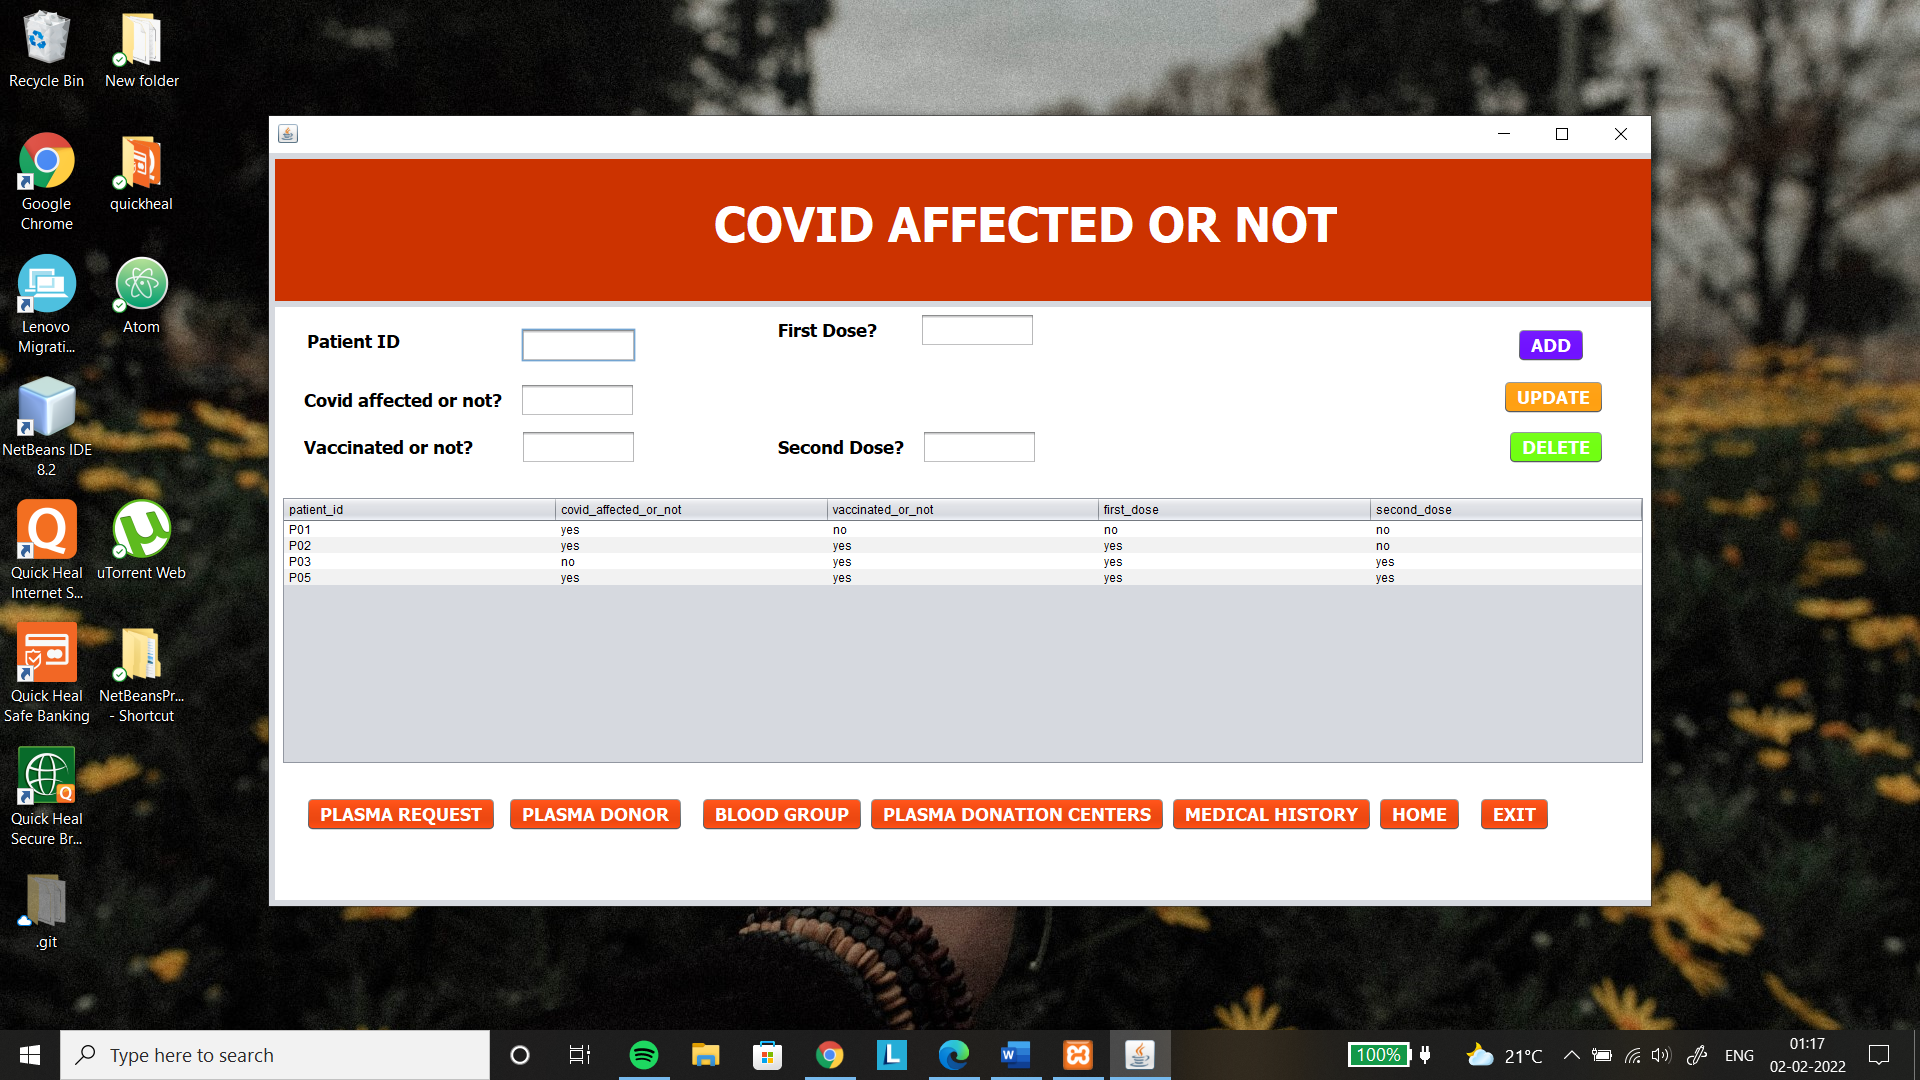 Recycle Bin
New folder
Google
Chrome
quickheal
Lenovo
Migrati...
Atom
NetBeans IDE
8.2
Quick Heal
Internet S...
uTorrent Web
Quick Heal
Safe Banking
NetBeansPr...
- Shortcut
Quick Heal
Secure Br...
.git
COVID AFFECTED OR NOT
Patient ID
First Dose?
ADD
Covid affected or not?
UPDATE
Vaccinated or not?
Second Dose?
DELETE
patient_id covid_affected_or_not vaccinated_or_not first_dose second_dose
P01 yes no no no
P02 yes yes yes no
P03 no yes yes yes
P05 yes yes yes yes
PLASMA REQUEST PLASMA DONOR BLOOD GROUP PLASMA DONATION CENTERS MEDICAL HISTORY HOME EXIT
Type here to search
100%
21°C
ENG
01:17
02-02-2022